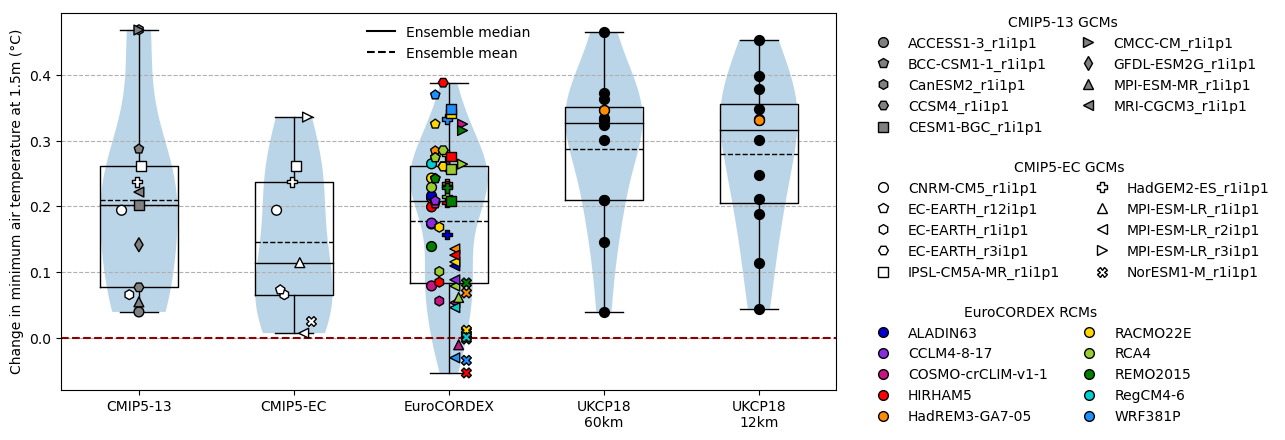 Change in minimum air temperature at 1.5m (°C)
0.4
0.3
0.2
0.1
0.0
Ensemble median
Ensemble mean
CMIP5-13
CMIP5-EC
EuroCORDEX
UKCP18
60km
UKCP18
12km
CMIP5-13 GCMs
ACCESS1-3_r1i1p1
BCC-CSM1-1_r1i1p1
CanESM2_r1i1p1
CCSM4_r1i1p1
CESM1-BGC_r1i1p1
CMCC-CM_r1i1p1
GFDL-ESM2G_r1i1p1
MPI-ESM-MR_r1i1p1
MRI-CGCM3_r1i1p1
CMIP5-EC GCMs
CNRM-CM5_r1i1p1
EC-EARTH_r12i1p1
EC-EARTH_r1i1p1
EC-EARTH_r3i1p1
IPSL-CM5A-MR_r1i1p1
HadGEM2-ES_r1i1p1
MPI-ESM-LR_r1i1p1
MPI-ESM-LR_r2i1p1
MPI-ESM-LR_r3i1p1
NorESM1-M_r1i1p1
EuroCORDEX RCMs
ALADIN63
CCLM4-8-17
COSMO-crCLIM-v1-1
HIRHAM5
HadREM3-GA7-05
RACMO22E
RCA4
REMO2015
RegCM4-6
WRF381P